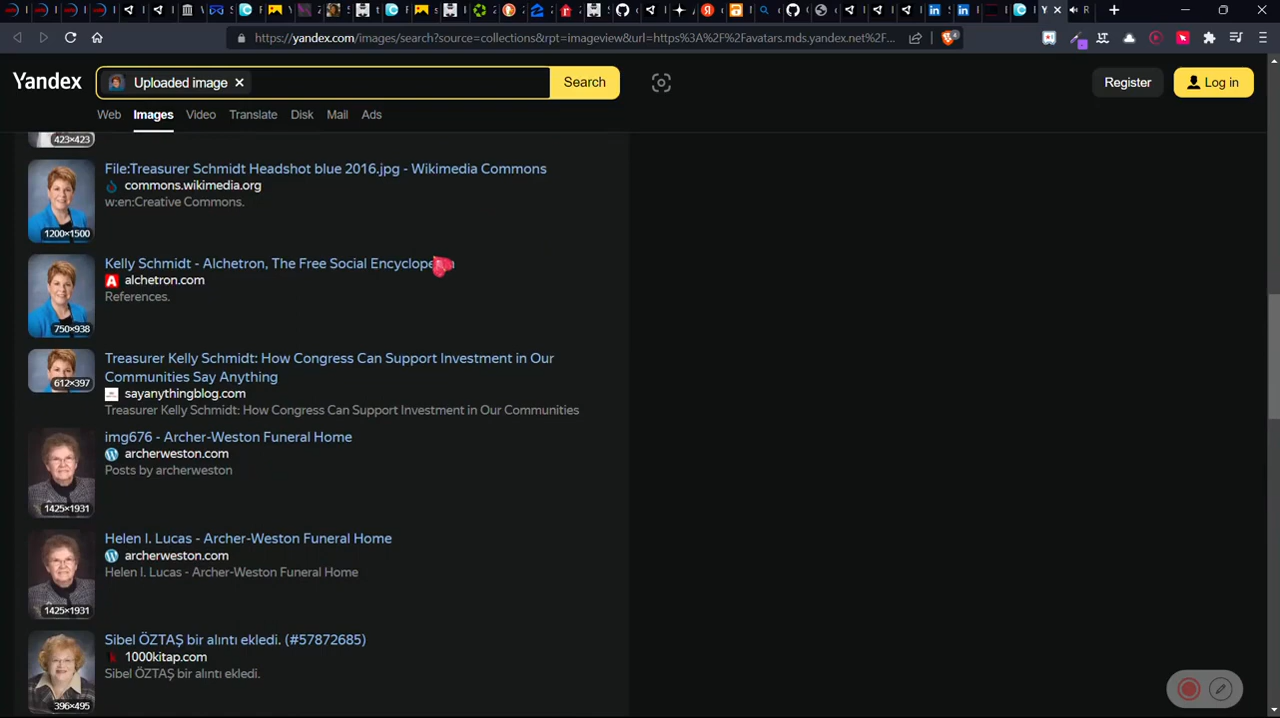 https://yandex.com/images/search?source=collections&rpt=imageview&url=https%3A%2F%2Favatars.mds.yandex.net%2F...
Yandex
Uploaded image
Search
Register
Log in
Web
Images
Video
Translate
Disk
Mail
Ads
423×423
File:Treasurer Schmidt Headshot blue 2016.jpg - Wikimedia Commons
commons.wikimedia.org
w:en:Creative Commons.
1200×1500
Kelly Schmidt - Alchetron, The Free Social
alchetron.com
References.
750×938
Treasurer Kelly Schmidt: How Congress Can Support Investment in Our
Communities Say Anything
612×397
sayanythingblog.com
Treasurer Kelly Schmidt: How Congress Can Support Investment in Our Communities
img676 - Archer-Weston Funeral Home
archerweston.com
Posts by archerweston
1425×1931
Helen I. Lucas - Archer-Weston Funeral Home
archerweston.com
Helen I. Lucas - Archer-Weston Funeral Home
1425×1931
Sibel ÖZTAŞ bir alıntı ekledi. (#57872685)
1000kitap.com
Sibel ÖZTAŞ bir alıntı ekledi.
396×495